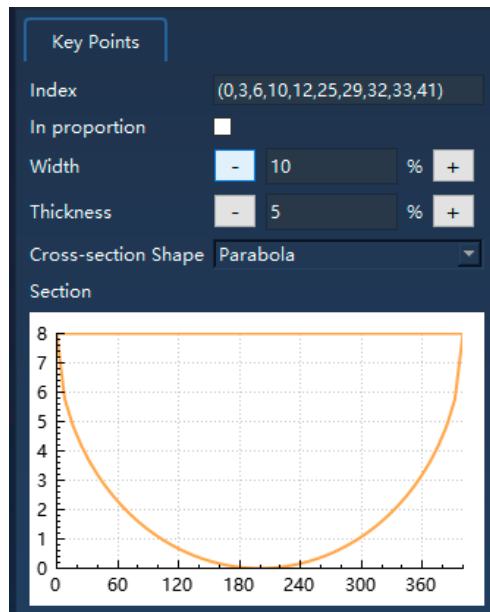 Key Points
Index (0,3,6,10,12,25,29,32,33,41)
In proportion
Width - 10 % +
Thickness - 5 % +
Cross-section Shape Parabola
Section
8
7
6
5
4
3
2
1
0
0 60 120 180 240 300 360